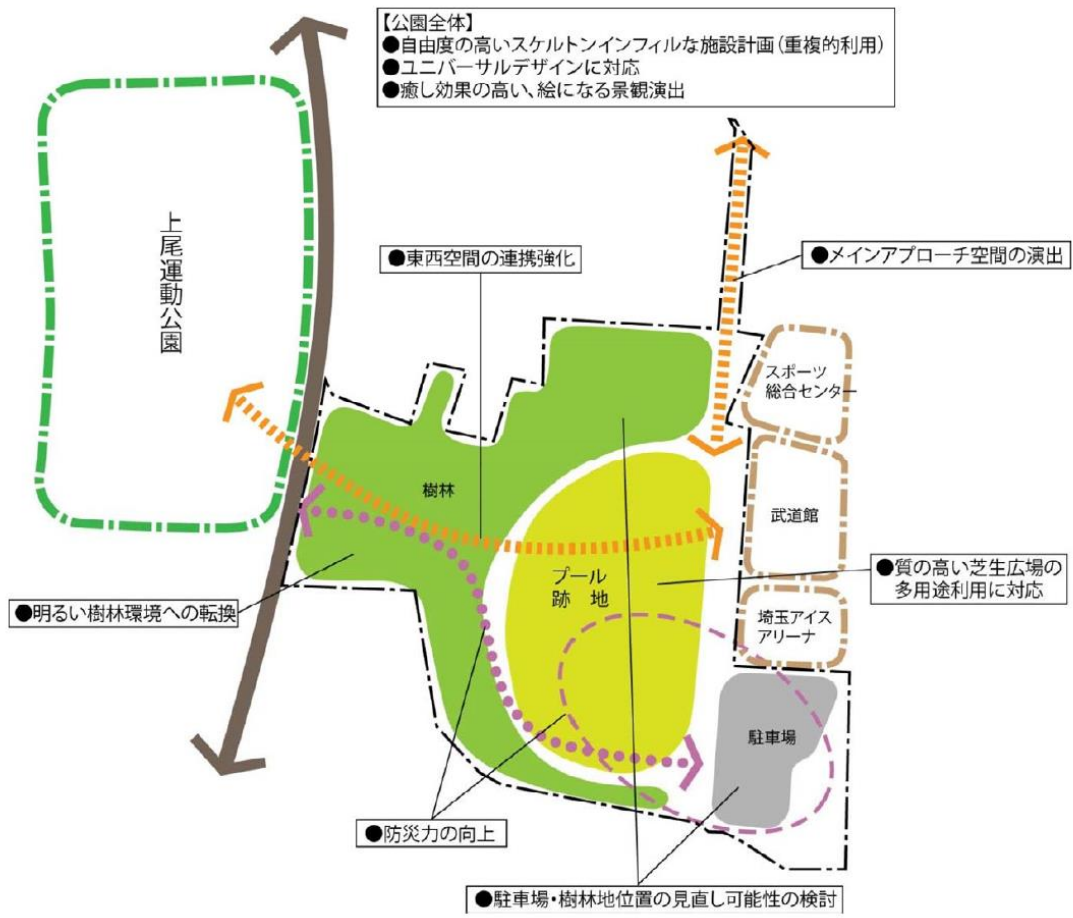 【公園全体】
●自由度の高いスケルトンインフィルな施設計画(重複的利用)
●ユニバーサルデザインに対応
●癒し効果の高い、絵になる景観演出
上尾運動公園
●東西空間の連携強化
●メインアプローチ空間の演出
スポーツ
総合センター
樹林
武道館
プール
跡地
●質の高い芝生広場の
多用途利用に対応
●明るい樹林環境への転換
埼玉アイス
アリーナ
駐車場
●防災力の向上
●駐車場・樹林地位置の見直し可能性の検討